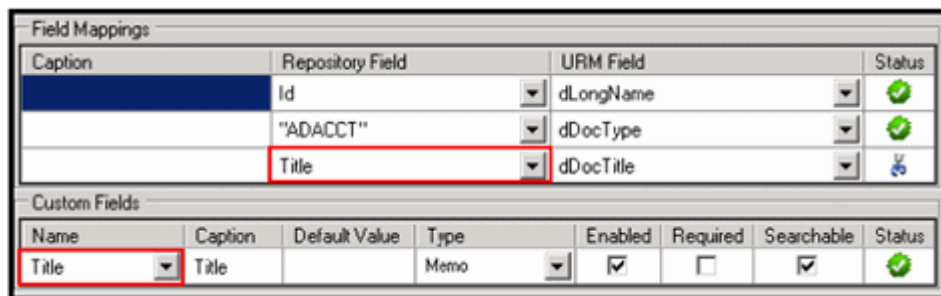 Field Mappings
Caption Repository Field URM Field Status
Id dLongName
"ADACCT" dDocType
Title dDocTitle
Custom Fields
Name Caption Default Value Type Enabled Required Searchable Status
Title Title Memo